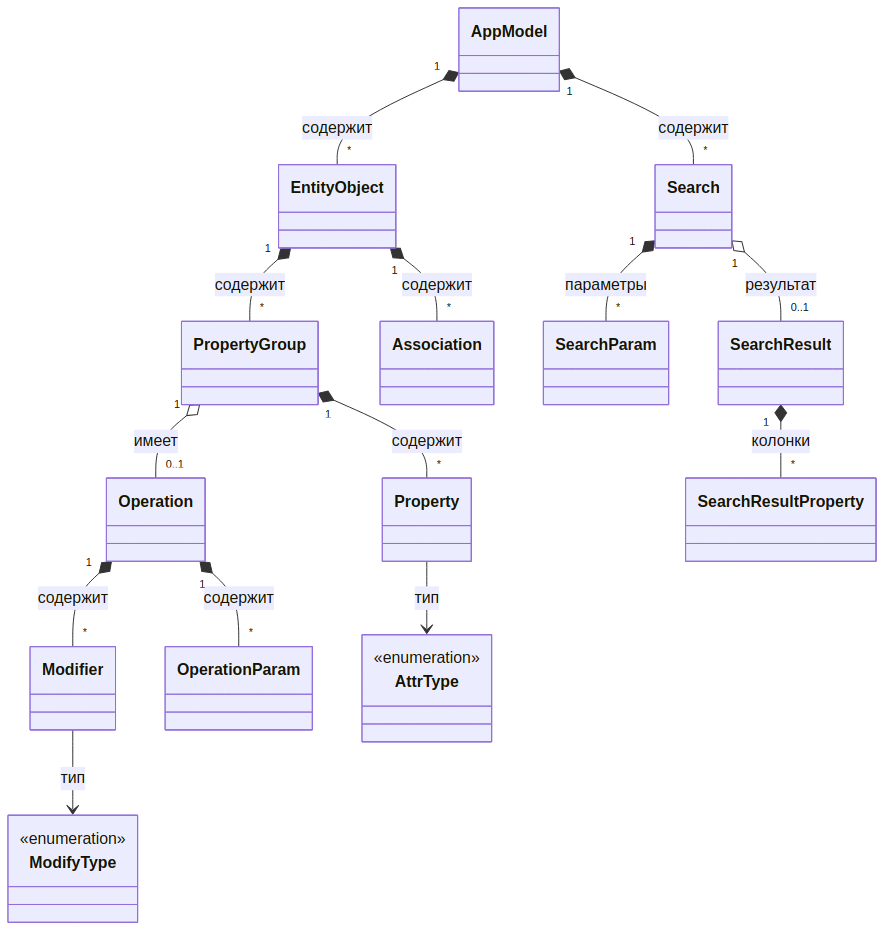 AppModel
1
1
содержит
содержит
*
*
EntityObject
Search
1
1
1
1
содержит
содержит
параметры
результат
*
*
*
0..1
PropertyGroup
Association
SearchParam
SearchResult
1
1
1
имеет
содержит
колонки
0..1
*
*
Operation
Property
SearchResultProperty
1
1
содержит
содержит
тип
*
*
Modifier
OperationParam
«enumeration»
AttrType
тип
«enumeration»
ModifyType